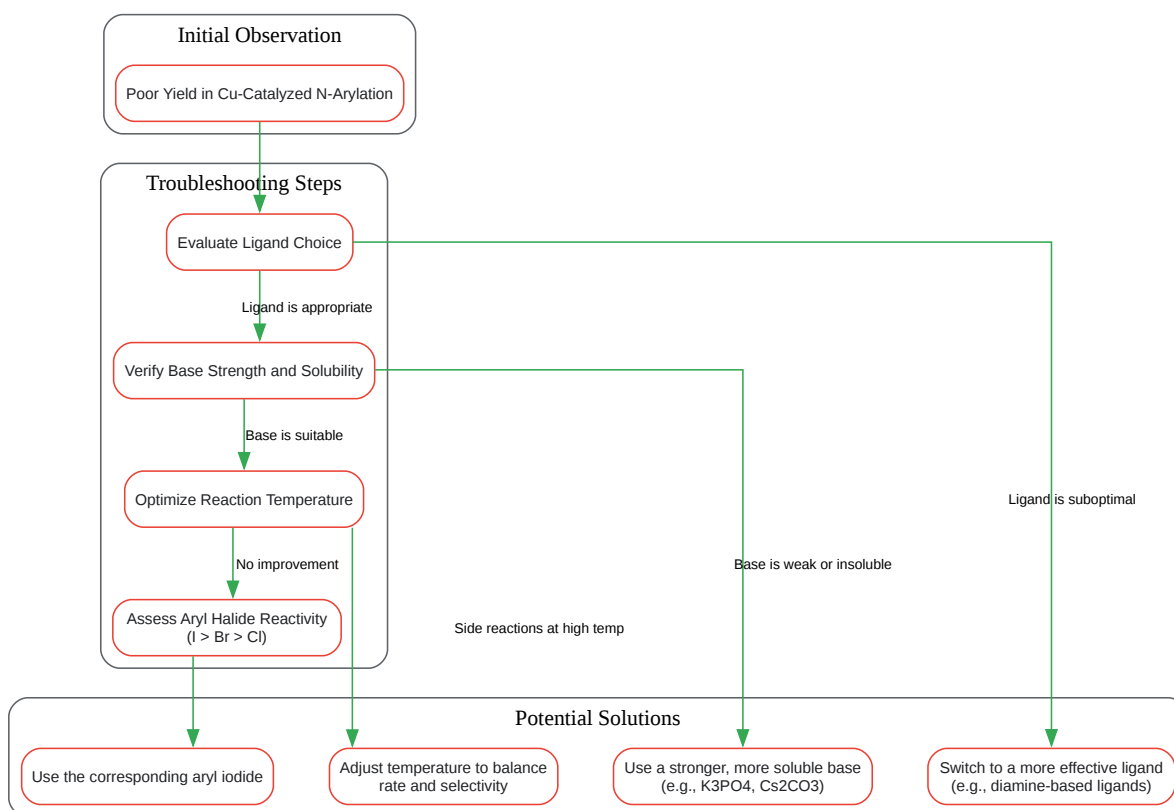 Initial Observation
Poor Yield in Cu-Catalyzed N-Arylation
Troubleshooting Steps
Evaluate Ligand Choice
Ligand is appropriate
Verify Base Strength and Solubility
Base is suitable
Optimize Reaction Temperature
Ligand is suboptimal
No improvement
Base is weak or insoluble
Assess Aryl Halide Reactivity
(I > Br > Cl)
Side reactions at high temp
Potential Solutions
Use the corresponding aryl iodide
Adjust temperature to balance
rate and selectivity
Use a stronger, more soluble base
(e.g., K3PO4, Cs2CO3)
Switch to a more effective ligand
(e.g., diamine-based ligands)